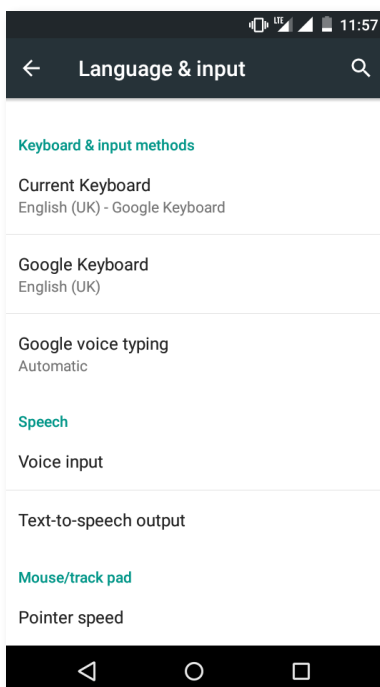 LTE 11:57
Language & input
Keyboard & input methods
Current Keyboard
English (UK) - Google Keyboard
Google Keyboard
English (UK)
Google voice typing
Automatic
Speech
Voice input
Text-to-speech output
Mouse/track pad
Pointer speed